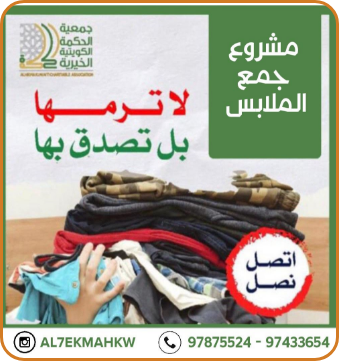 جمعية
الحكمة
الكويتية
الخيرية
مشروع
جمع
الملابس
لا ترمها
بل تصدق بها
اتصل
نصل
AL7EKMAHKW
97875524 - 97433654